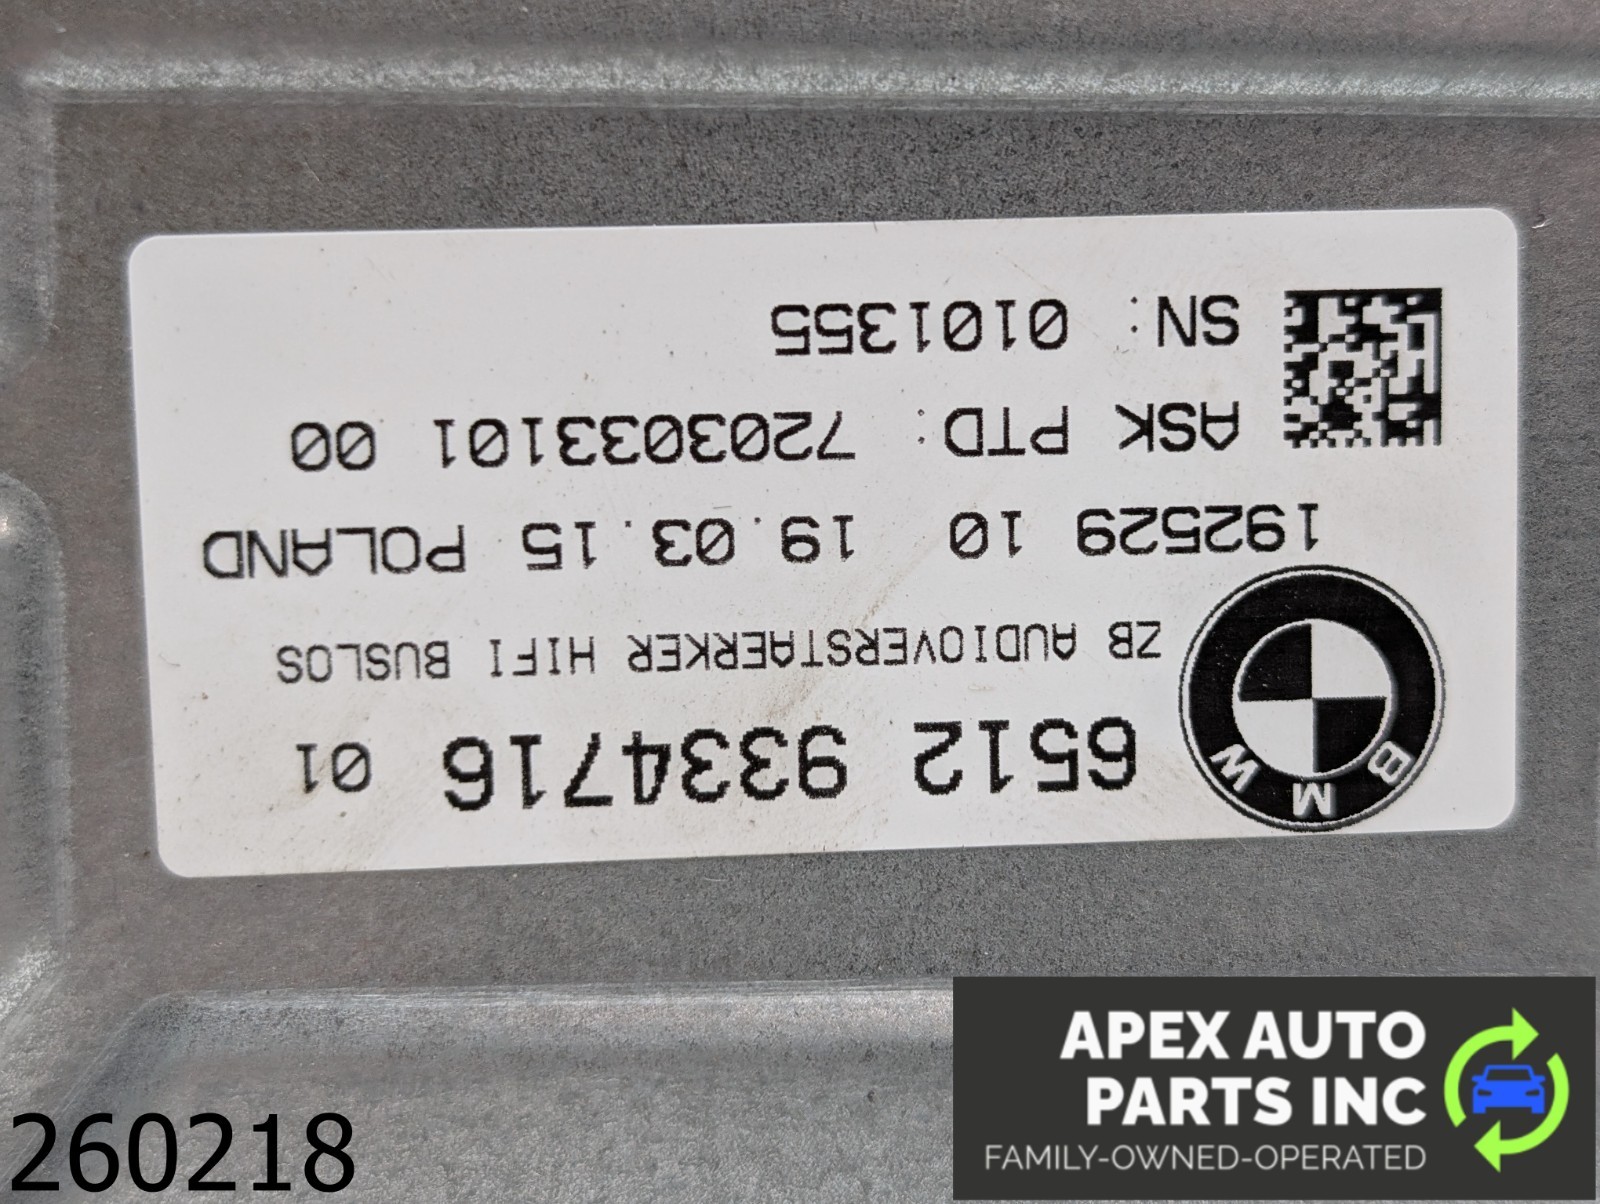 BMW
6512 9334716 01
ZB AUDIOVERSTAERKER HIFI BUSLOS
192529 10 19.03.15 POLAND
ASK PTD: 7203033101 00
SN: 0101355
260218
APEX AUTO
PARTS INC
FAMILY-OWNED-OPERATED